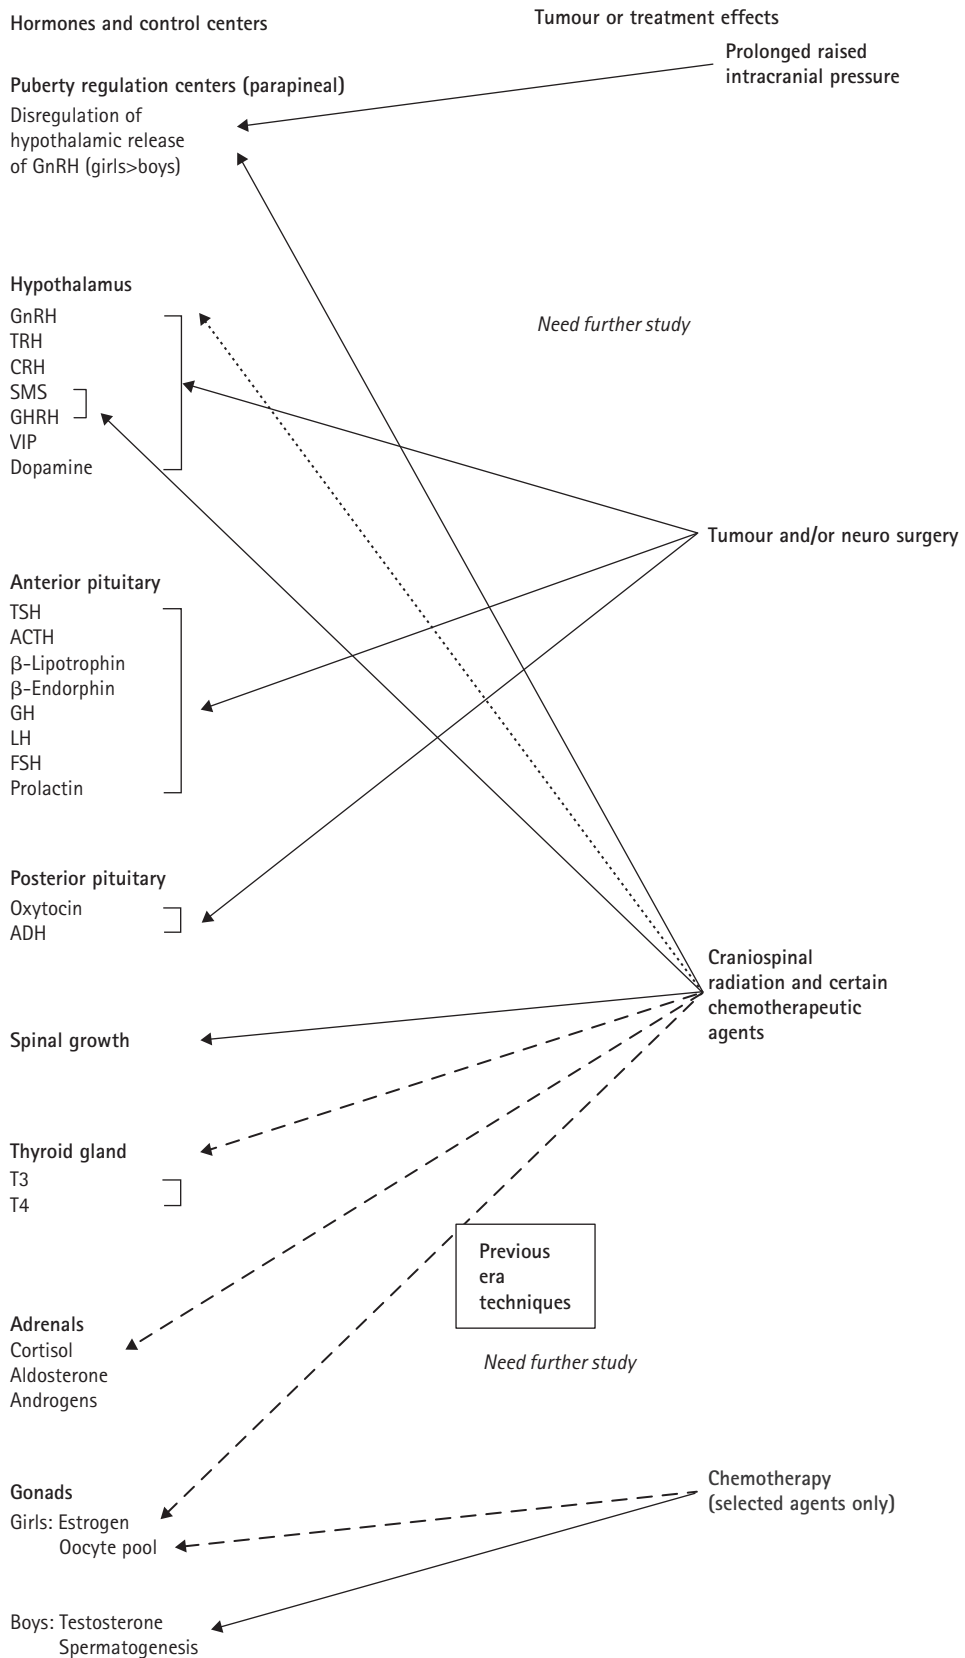 Hormones and control centers
Tumour or treatment effects
Prolonged raised
intracranial pressure
Puberty regulation centers (parapineal)
Disregulation of
hypothalamic release
of GnRH (girls>boys)
Hypothalamus
GnRH
TRH
CRH
SMS
GHRH
VIP
Dopamine
Need further study
Tumour and/or neuro surgery
Anterior pituitary
TSH
ACTH
β-Lipotrophin
β-Endorphin
GH
LH
FSH
Prolactin
Posterior pituitary
Oxytocin
ADH
Craniospinal
radiation and certain
chemotherapeutic
agents
Spinal growth
Thyroid gland
T3
T4
Previous
era
techniques
Adrenals
Cortisol
Aldosterone
Androgens
Need further study
Gonads
Girls: Estrogen
Oocyte pool
Chemotherapy
(selected agents only)
Boys: Testosterone
Spermatogenesis